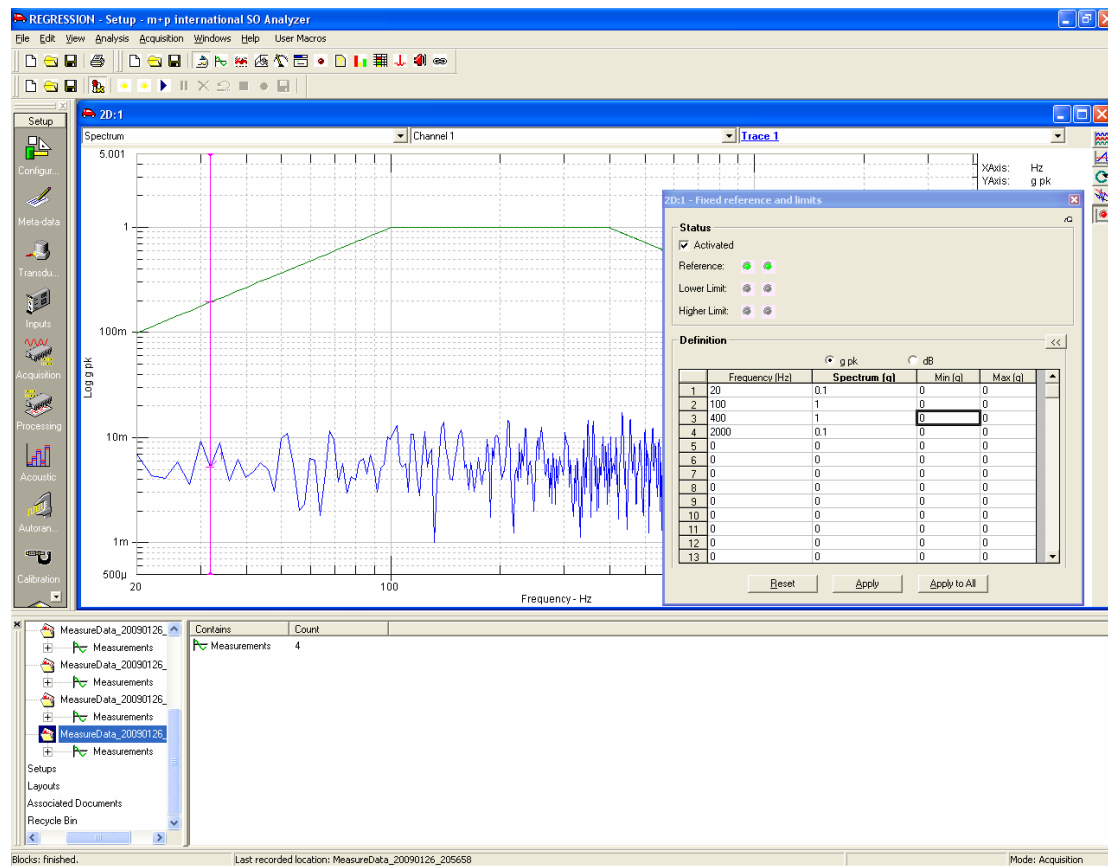 REGRESSION - Setup - m+p international SO Analyzer
File Edit View Analysis Acquisition Windows Help User Macros
Setup
Configur...
Meta-data
Transdu...
Inputs
Acquisition
Processing
Acoustic
Autoran...
Calibration
2D:1
Spectrum Channel 1 Trace 1
5.001
1
100m
10m
1m
500µ
Log g pk
20 100
Frequency - Hz
XAxis: Hz
YAxis: g pk
2D:1 - Fixed reference and limits
Status
Activated
Reference:
Lower Limit:
Higher Limit:
Definition
<<
g pk dB
Frequency (Hz) Spectrum (g) Min (g) Max (g)
1 20 0.1 0 0
2 100 1 0 0
3 400 1 0 0
4 2000 0.1 0 0
5 0 0 0 0
6 0 0 0 0
7 0 0 0 0
8 0 0 0 0
9 0 0 0 0
10 0 0 0 0
11 0 0 0 0
12 0 0 0 0
13 0 0 0 0
Reset Apply Apply to All
MeasureData_20090126_
Measurements
MeasureData_20090126_
Measurements
MeasureData_20090126_
Measurements
MeasureData_20090126_
Measurements
Setups
Layouts
Associated Documents
Recycle Bin
Contains Count
Measurements 4
Blocks: finished. Last recorded location: MeasureData_20090126_205658 Mode: Acquisition